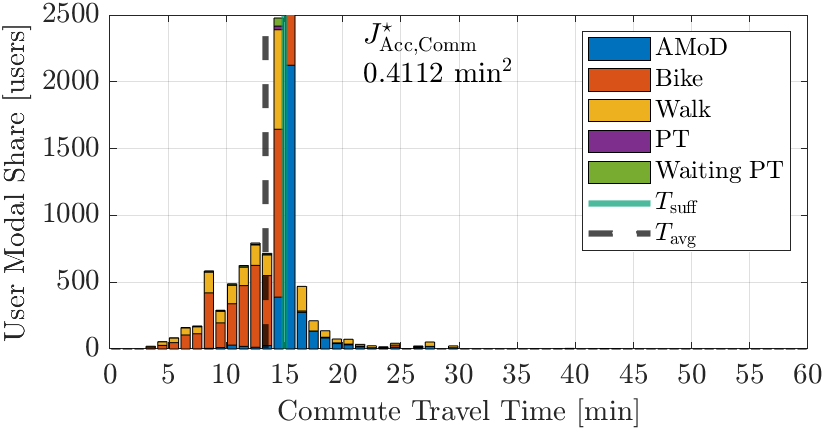 2500
2000
1500
1000
500
0
User Modal Share [users]
J⋆Acc,Comm
0.4112 min²
AMoD
Bike
Walk
PT
Waiting PT
Tsuff
Tavg
0 5 10 15 20 25 30 35 40 45 50 55 60
Commute Travel Time [min]